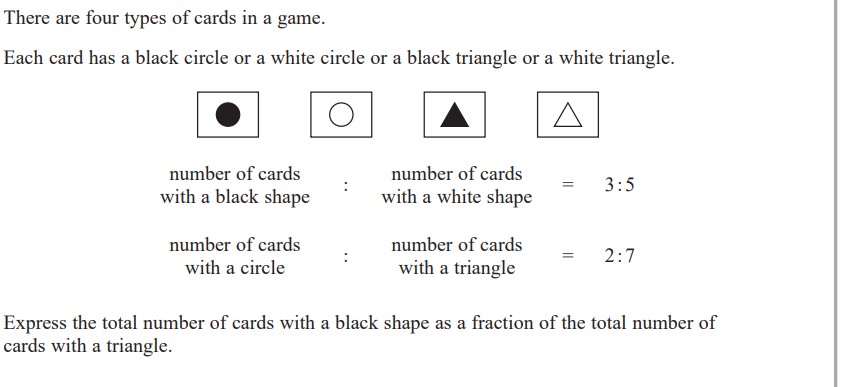 There are four types of cards in a game.
Each card has a black circle or a white circle or a black triangle or a white triangle.
number of cards with a black shape : number of cards with a white shape = 3 : 5
number of cards with a circle : number of cards with a triangle = 2 : 7
Express the total number of cards with a black shape as a fraction of the total number of
cards with a triangle.